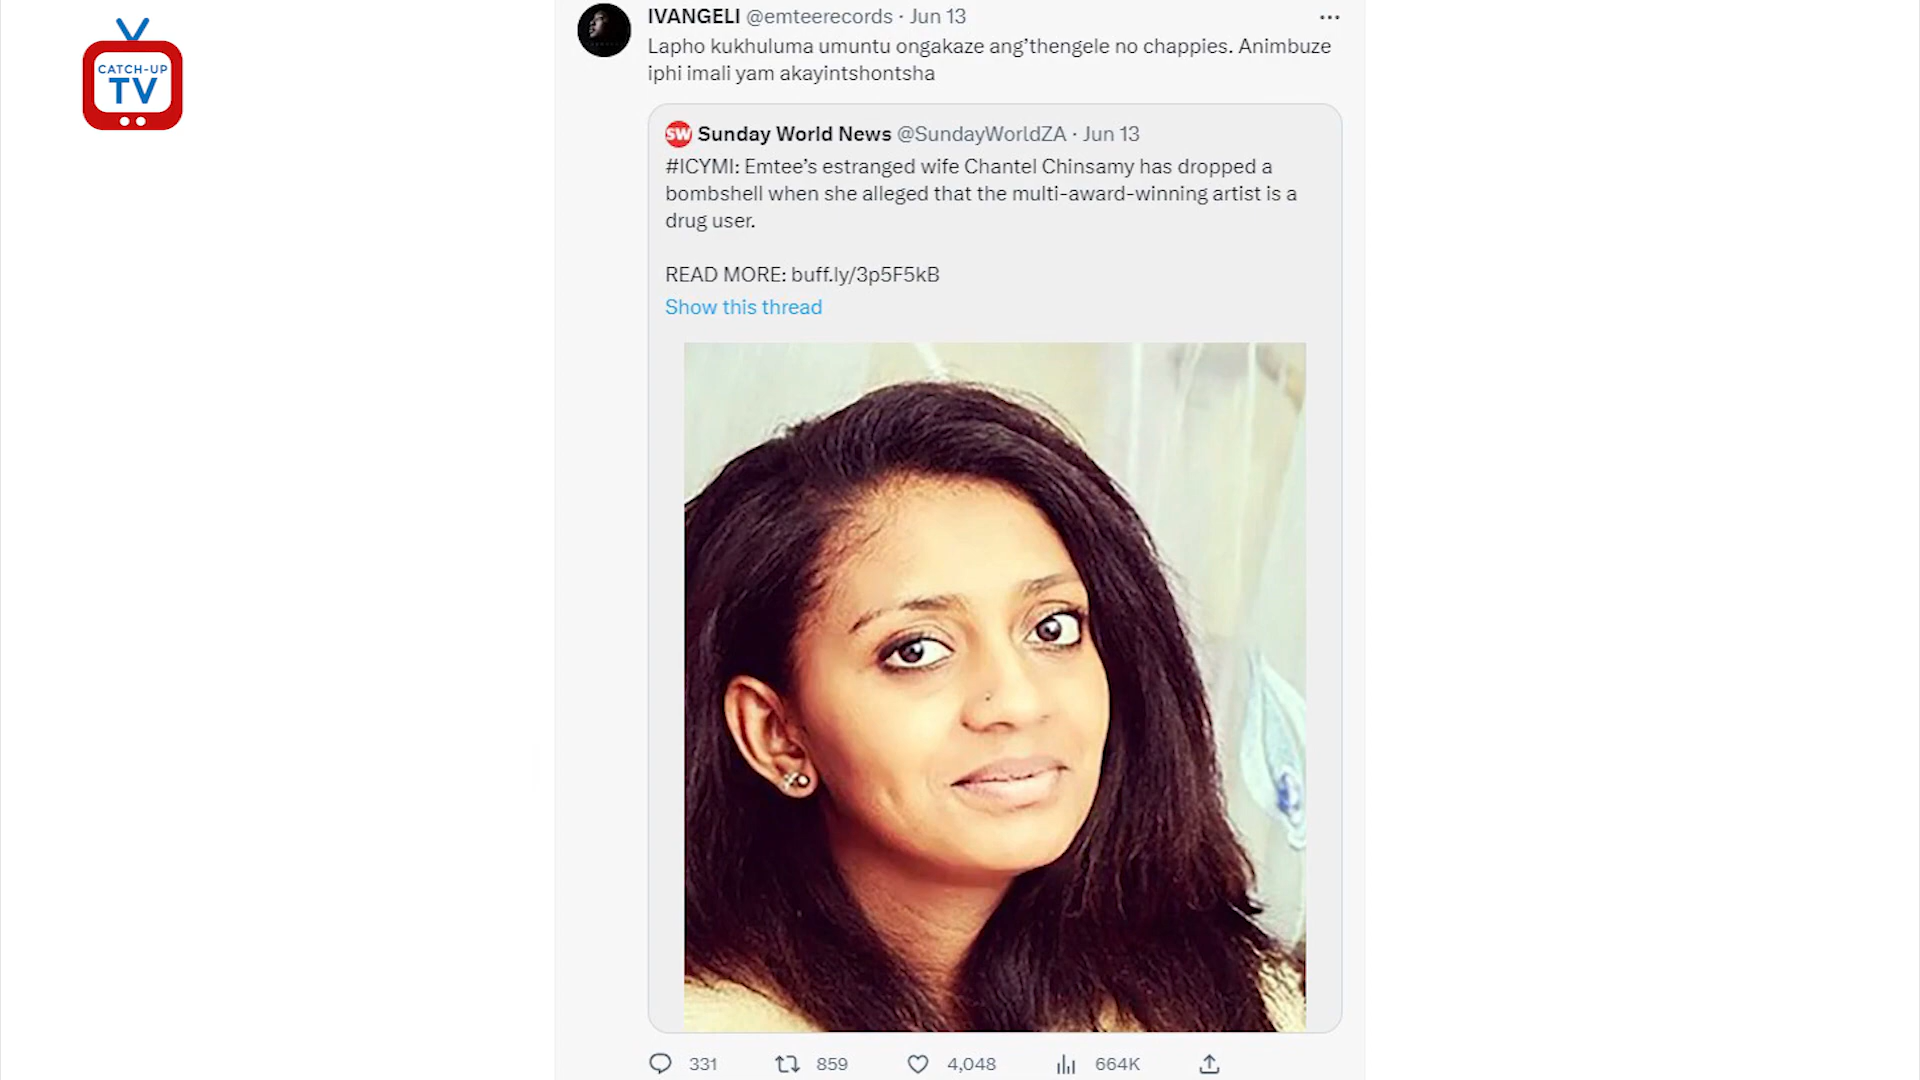 CATCH-UP
TV
IVANGELI @emteerecords · Jun 13
Lapho kukhuluma umuntu ongakaze ang’thengele no chappies. Animbuze
iphi imali yam akayintshontsha
SW Sunday World News @SundayWorldZA · Jun 13
#ICYMI: Emtee’s estranged wife Chantel Chinsamy has dropped a
bombshell when she alleged that the multi-award-winning artist is a
drug user.
READ MORE: buff.ly/3p5F5kB
Show this thread
331 859 4,048 664K